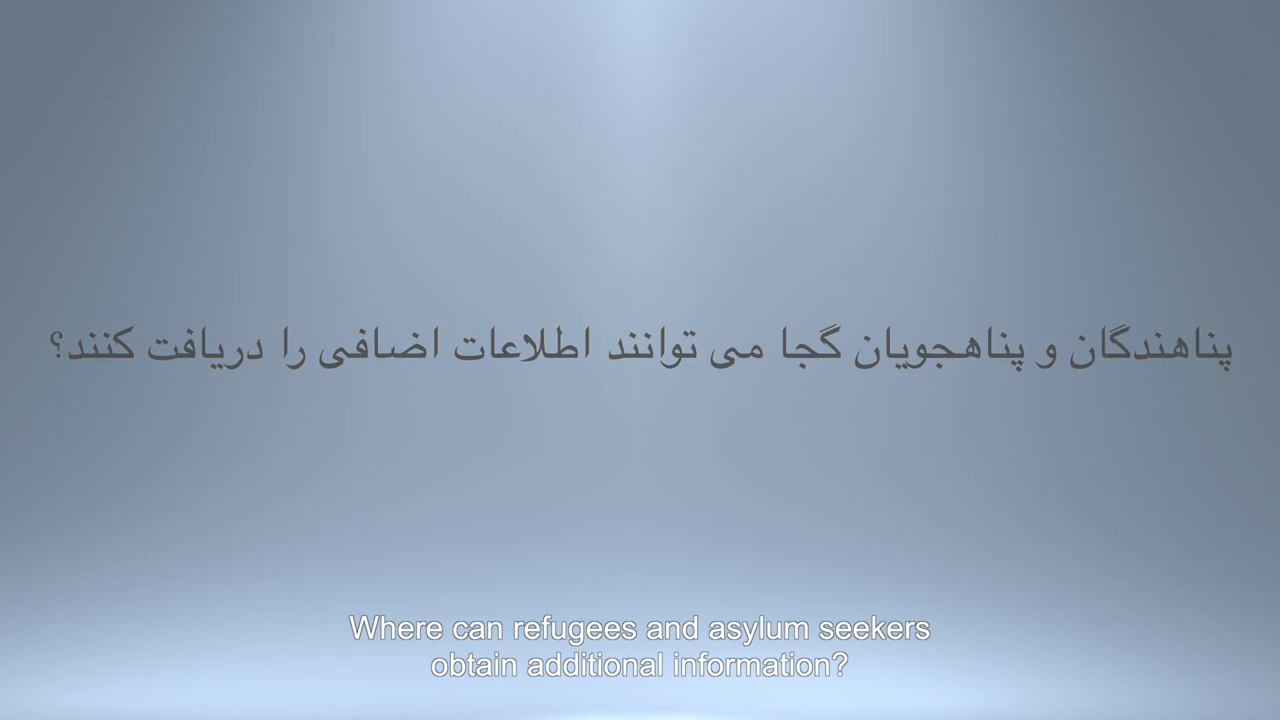 پناهندگان و پناهجویان گجا می توانند اطلاعات اضافی را دریافت کنند؟
Where can refugees and asylum seekers
obtain additional information?